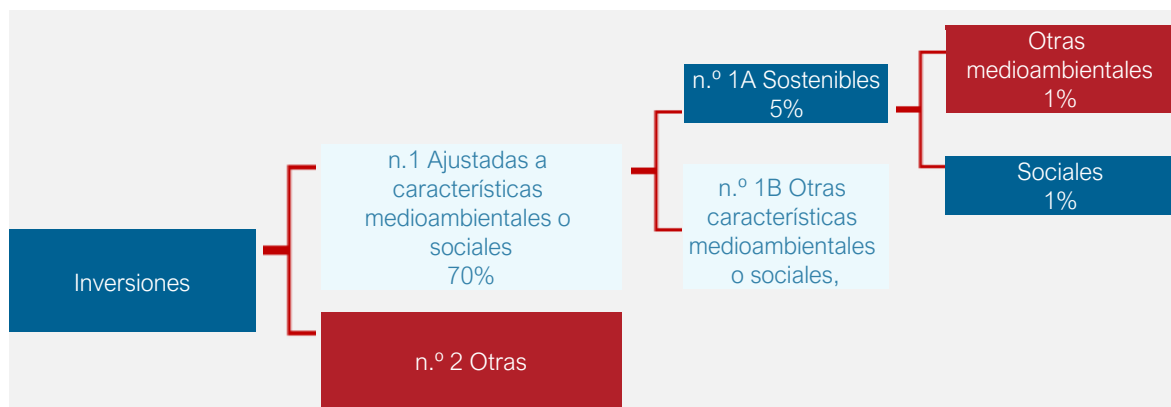 Inversiones
n.1 Ajustadas a
características
medioambientales o
sociales
70%
n.º 2 Otras
n.º 1A Sostenibles
5%
n.º 1B Otras
características
medioambientales
o sociales,
Otras
medioambientales
1%
Sociales
1%